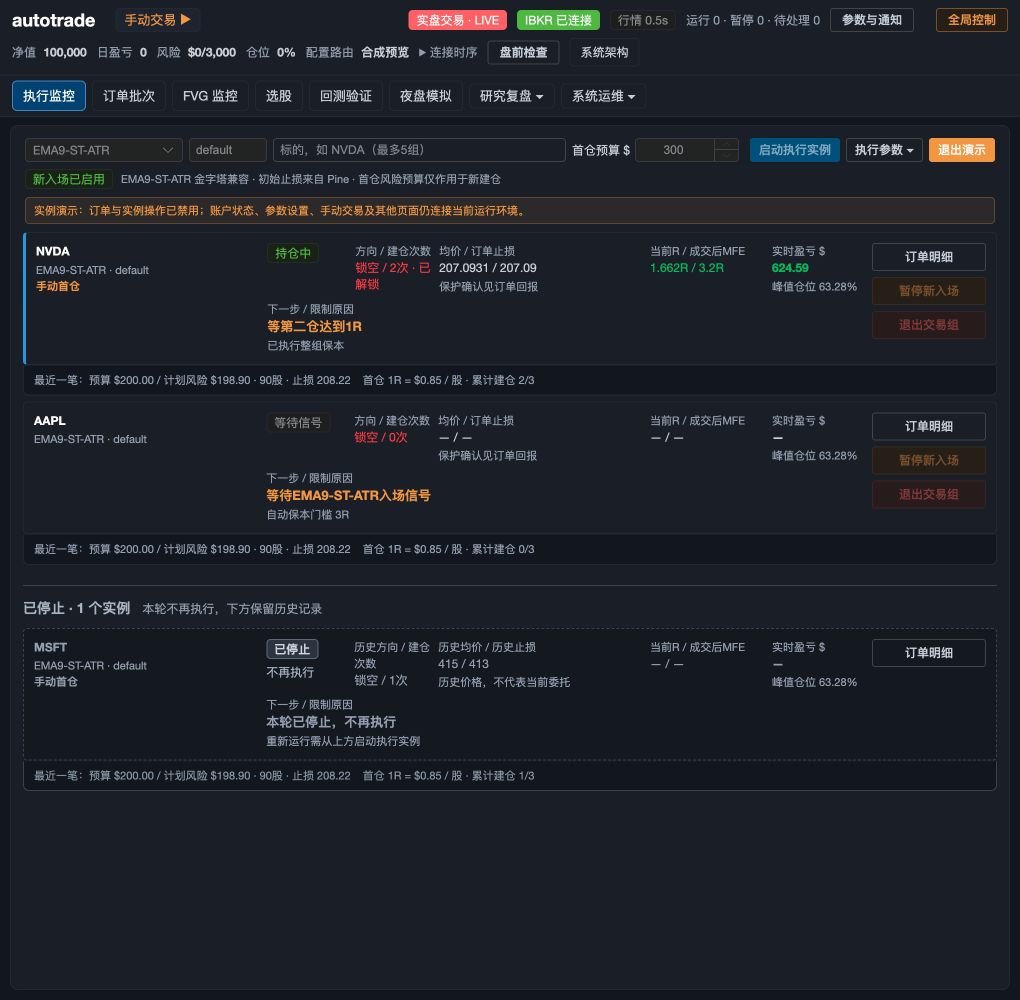 autotrade 手动交易 ▶ 实盘交易 · LIVE IBKR 已连接 行情 0.5s 运行 0 · 暂停 0 · 待处理 0 参数与通知 全局控制
净值 100,000 日盈亏 0 风险 $0/3,000 仓位 0% 配置路由 合成预览 ▸连接时序 盘前检查 系统架构
执行监控 订单批次 FVG 监控 选股 回测验证 夜盘模拟 研究复盘 系统运维
EMA9-ST-ATR default 标的，如 NVDA（最多5组） 首仓预算 $ 300 启动执行实例 执行参数 退出演示
新入场已启用 EMA9-ST-ATR 金字塔兼容 · 初始止损来自 Pine · 首仓风险预算仅作用于新建仓
实例演示：订单与实例操作已禁用；账户状态、参数设置、手动交易及其他页面仍连接当前运行环境。
NVDA
EMA9-ST-ATR · default
手动首仓
持仓中
方向 / 建仓次数
锁空 / 2次 · 已
解锁
均价 / 订单止损
207.0931 / 207.09
保护确认见订单回报
当前R / 成交后MFE
1.662R / 3.2R
实时盈亏 $
624.59
峰值仓位 63.28%
订单明细
暂停新入场
退出交易组
下一步 / 限制原因
等第二仓达到1R
已执行整组保本
最近一笔：预算 $200.00 / 计划风险 $198.90 · 90股 · 止损 208.22 首仓 1R = $0.85 / 股 · 累计建仓 2/3
AAPL
EMA9-ST-ATR · default
等待信号
方向 / 建仓次数
锁空 / 0次
均价 / 订单止损
— / —
保护确认见订单回报
当前R / 成交后MFE
— / —
实时盈亏 $
—
峰值仓位 63.28%
订单明细
暂停新入场
退出交易组
下一步 / 限制原因
等待EMA9-ST-ATR入场信号
自动保本门槛 3R
最近一笔：预算 $200.00 / 计划风险 $198.90 · 90股 · 止损 208.22 首仓 1R = $0.85 / 股 · 累计建仓 0/3
已停止 · 1 个实例 本轮不再执行，下方保留历史记录
MSFT
EMA9-ST-ATR · default
手动首仓
已停止
不再执行
历史方向 / 建仓
次数
锁空 / 1次
历史均价 / 历史止损
415 / 413
历史价格，不代表当前委托
当前R / 成交后MFE
— / —
实时盈亏 $
—
峰值仓位 63.28%
订单明细
下一步 / 限制原因
本轮已停止，不再执行
重新运行需从上方启动执行实例
最近一笔：预算 $200.00 / 计划风险 $198.90 · 90股 · 止损 208.22 首仓 1R = $0.85 / 股 · 累计建仓 1/3